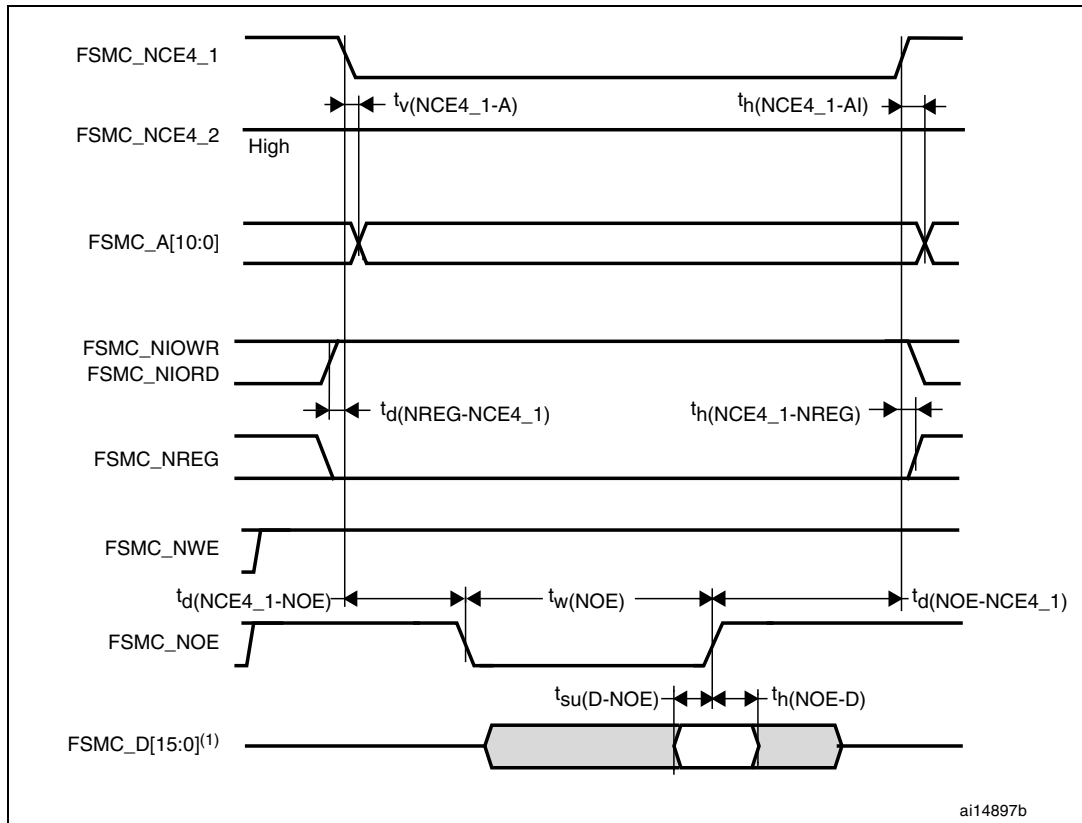 FSMC_NCE4_1
tv(NCE4_1-A)
th(NCE4_1-AI)
FSMC_NCE4_2
High
FSMC_A[10:0]
FSMC_NIOWR
FSMC_NIORD
td(NREG-NCE4_1)
th(NCE4_1-NREG)
FSMC_NREG
FSMC_NWE
td(NCE4_1-NOE)
tw(NOE)
td(NOE-NCE4_1)
FSMC_NOE
tsu(D-NOE)
th(NOE-D)
FSMC_D[15:0](1)
ai14897b